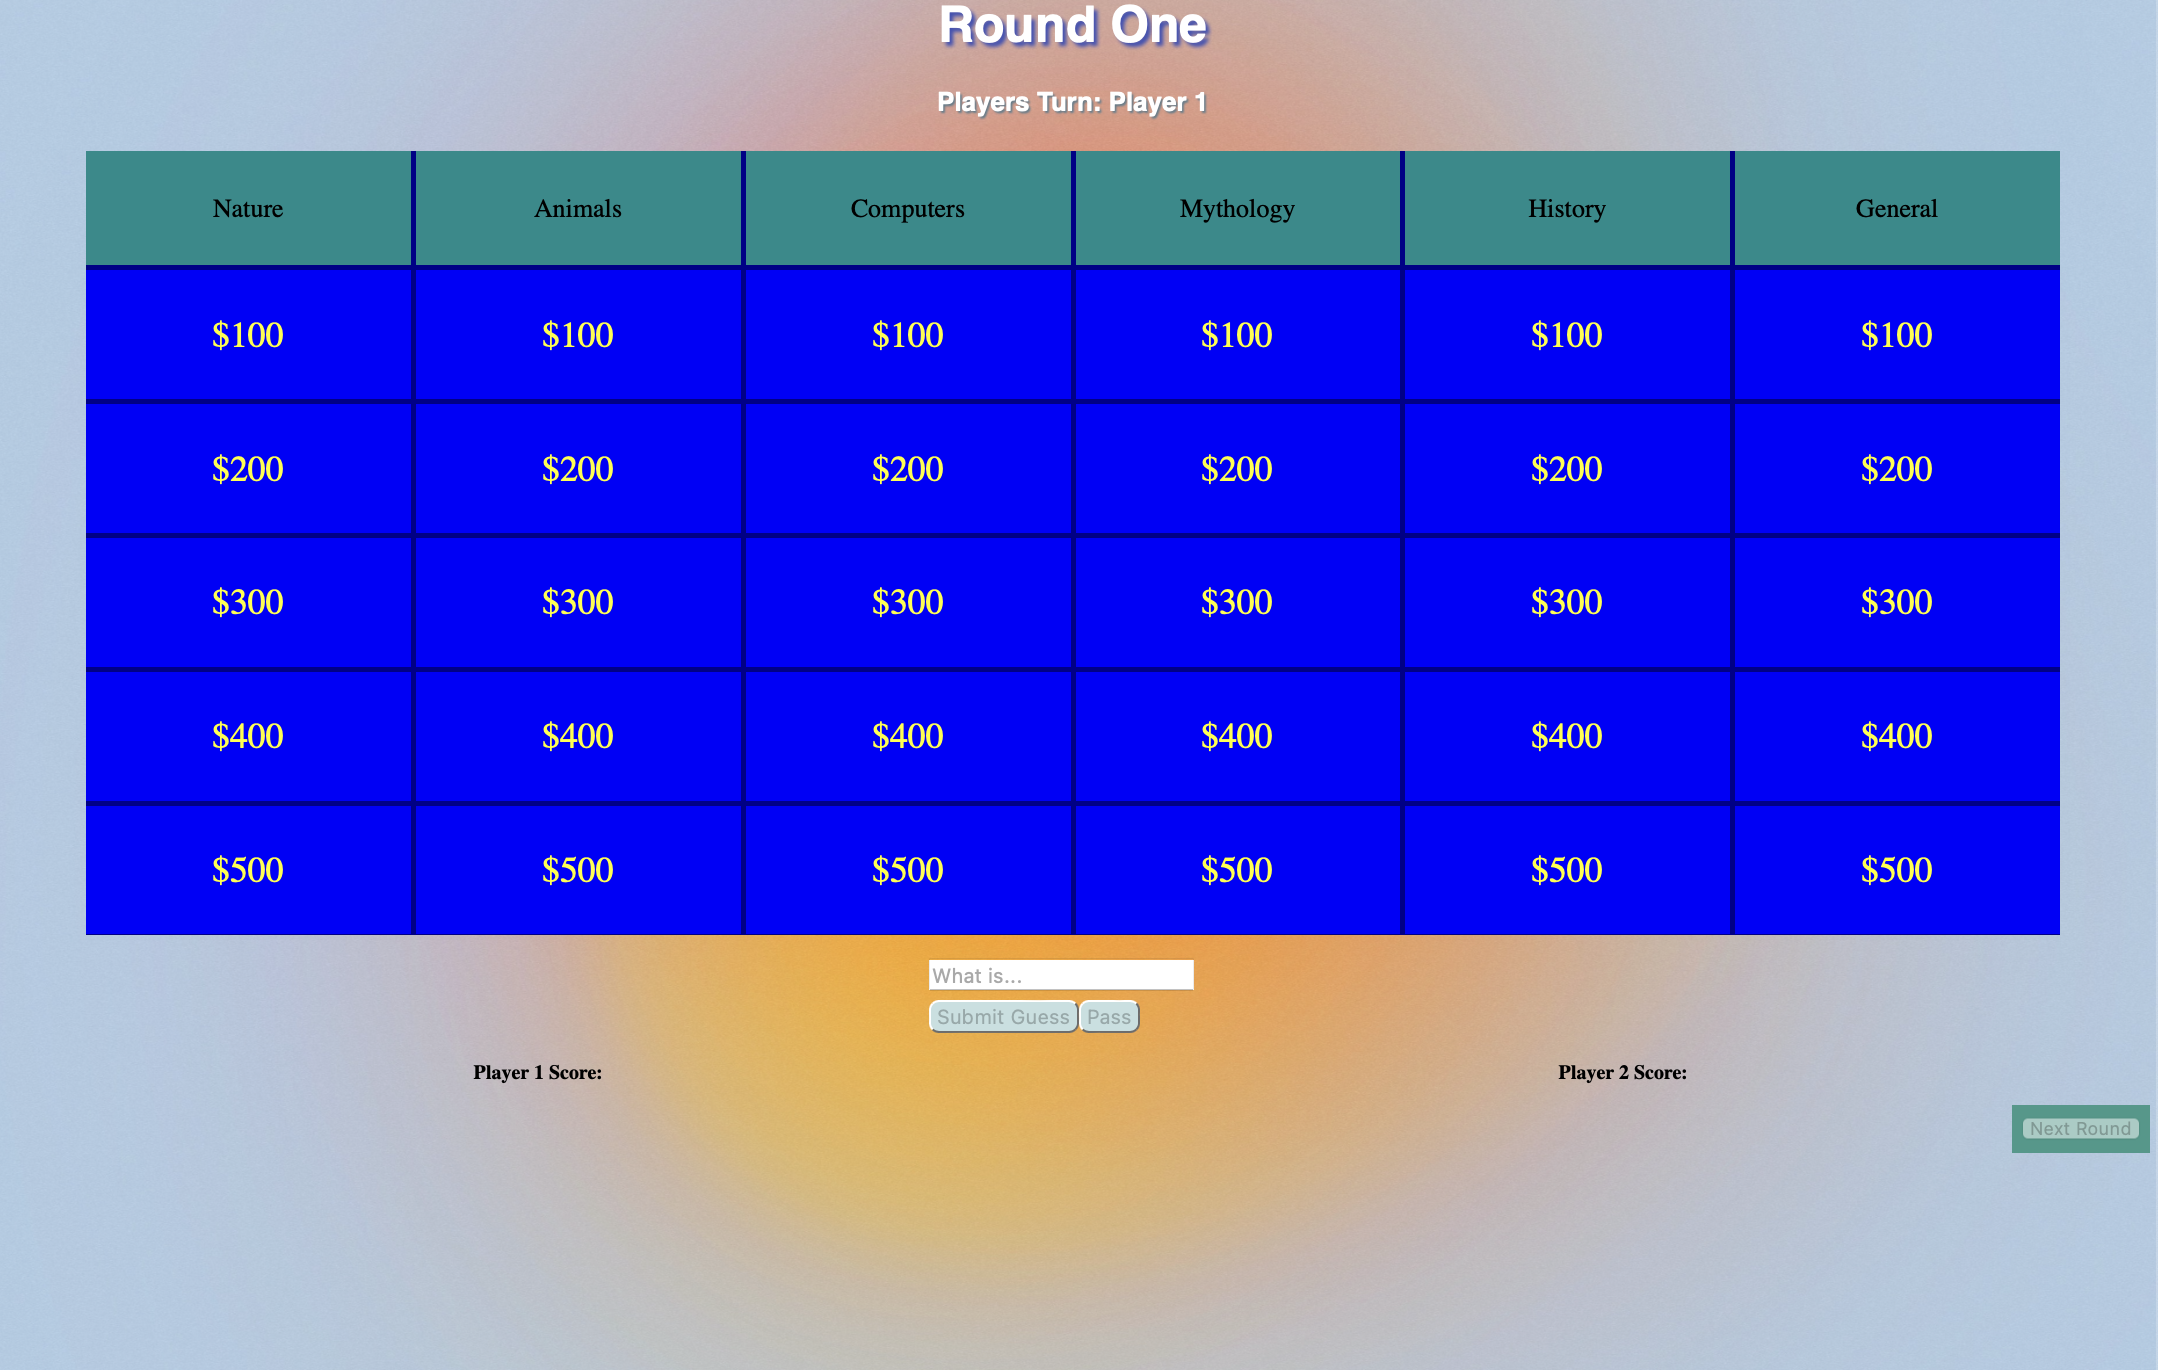 Round One
Players Turn: Player 1
Nature Animals Computers Mythology History General
$100 $100 $100 $100 $100 $100
$200 $200 $200 $200 $200 $200
$300 $300 $300 $300 $300 $300
$400 $400 $400 $400 $400 $400
$500 $500 $500 $500 $500 $500
What is...
Submit Guess Pass
Player 1 Score: Player 2 Score:
Next Round